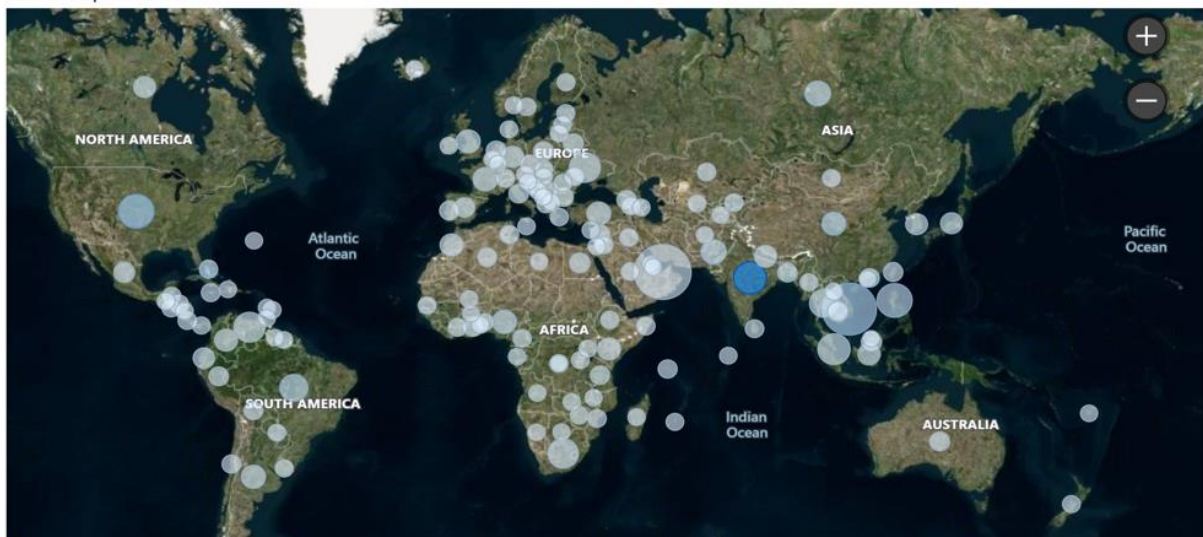 NORTH AMERICA
EUROPE
ASIA
Atlantic
Ocean
Pacific
Ocean
AFRICA
SOUTH AMERICA
Indian
Ocean
AUSTRALIA